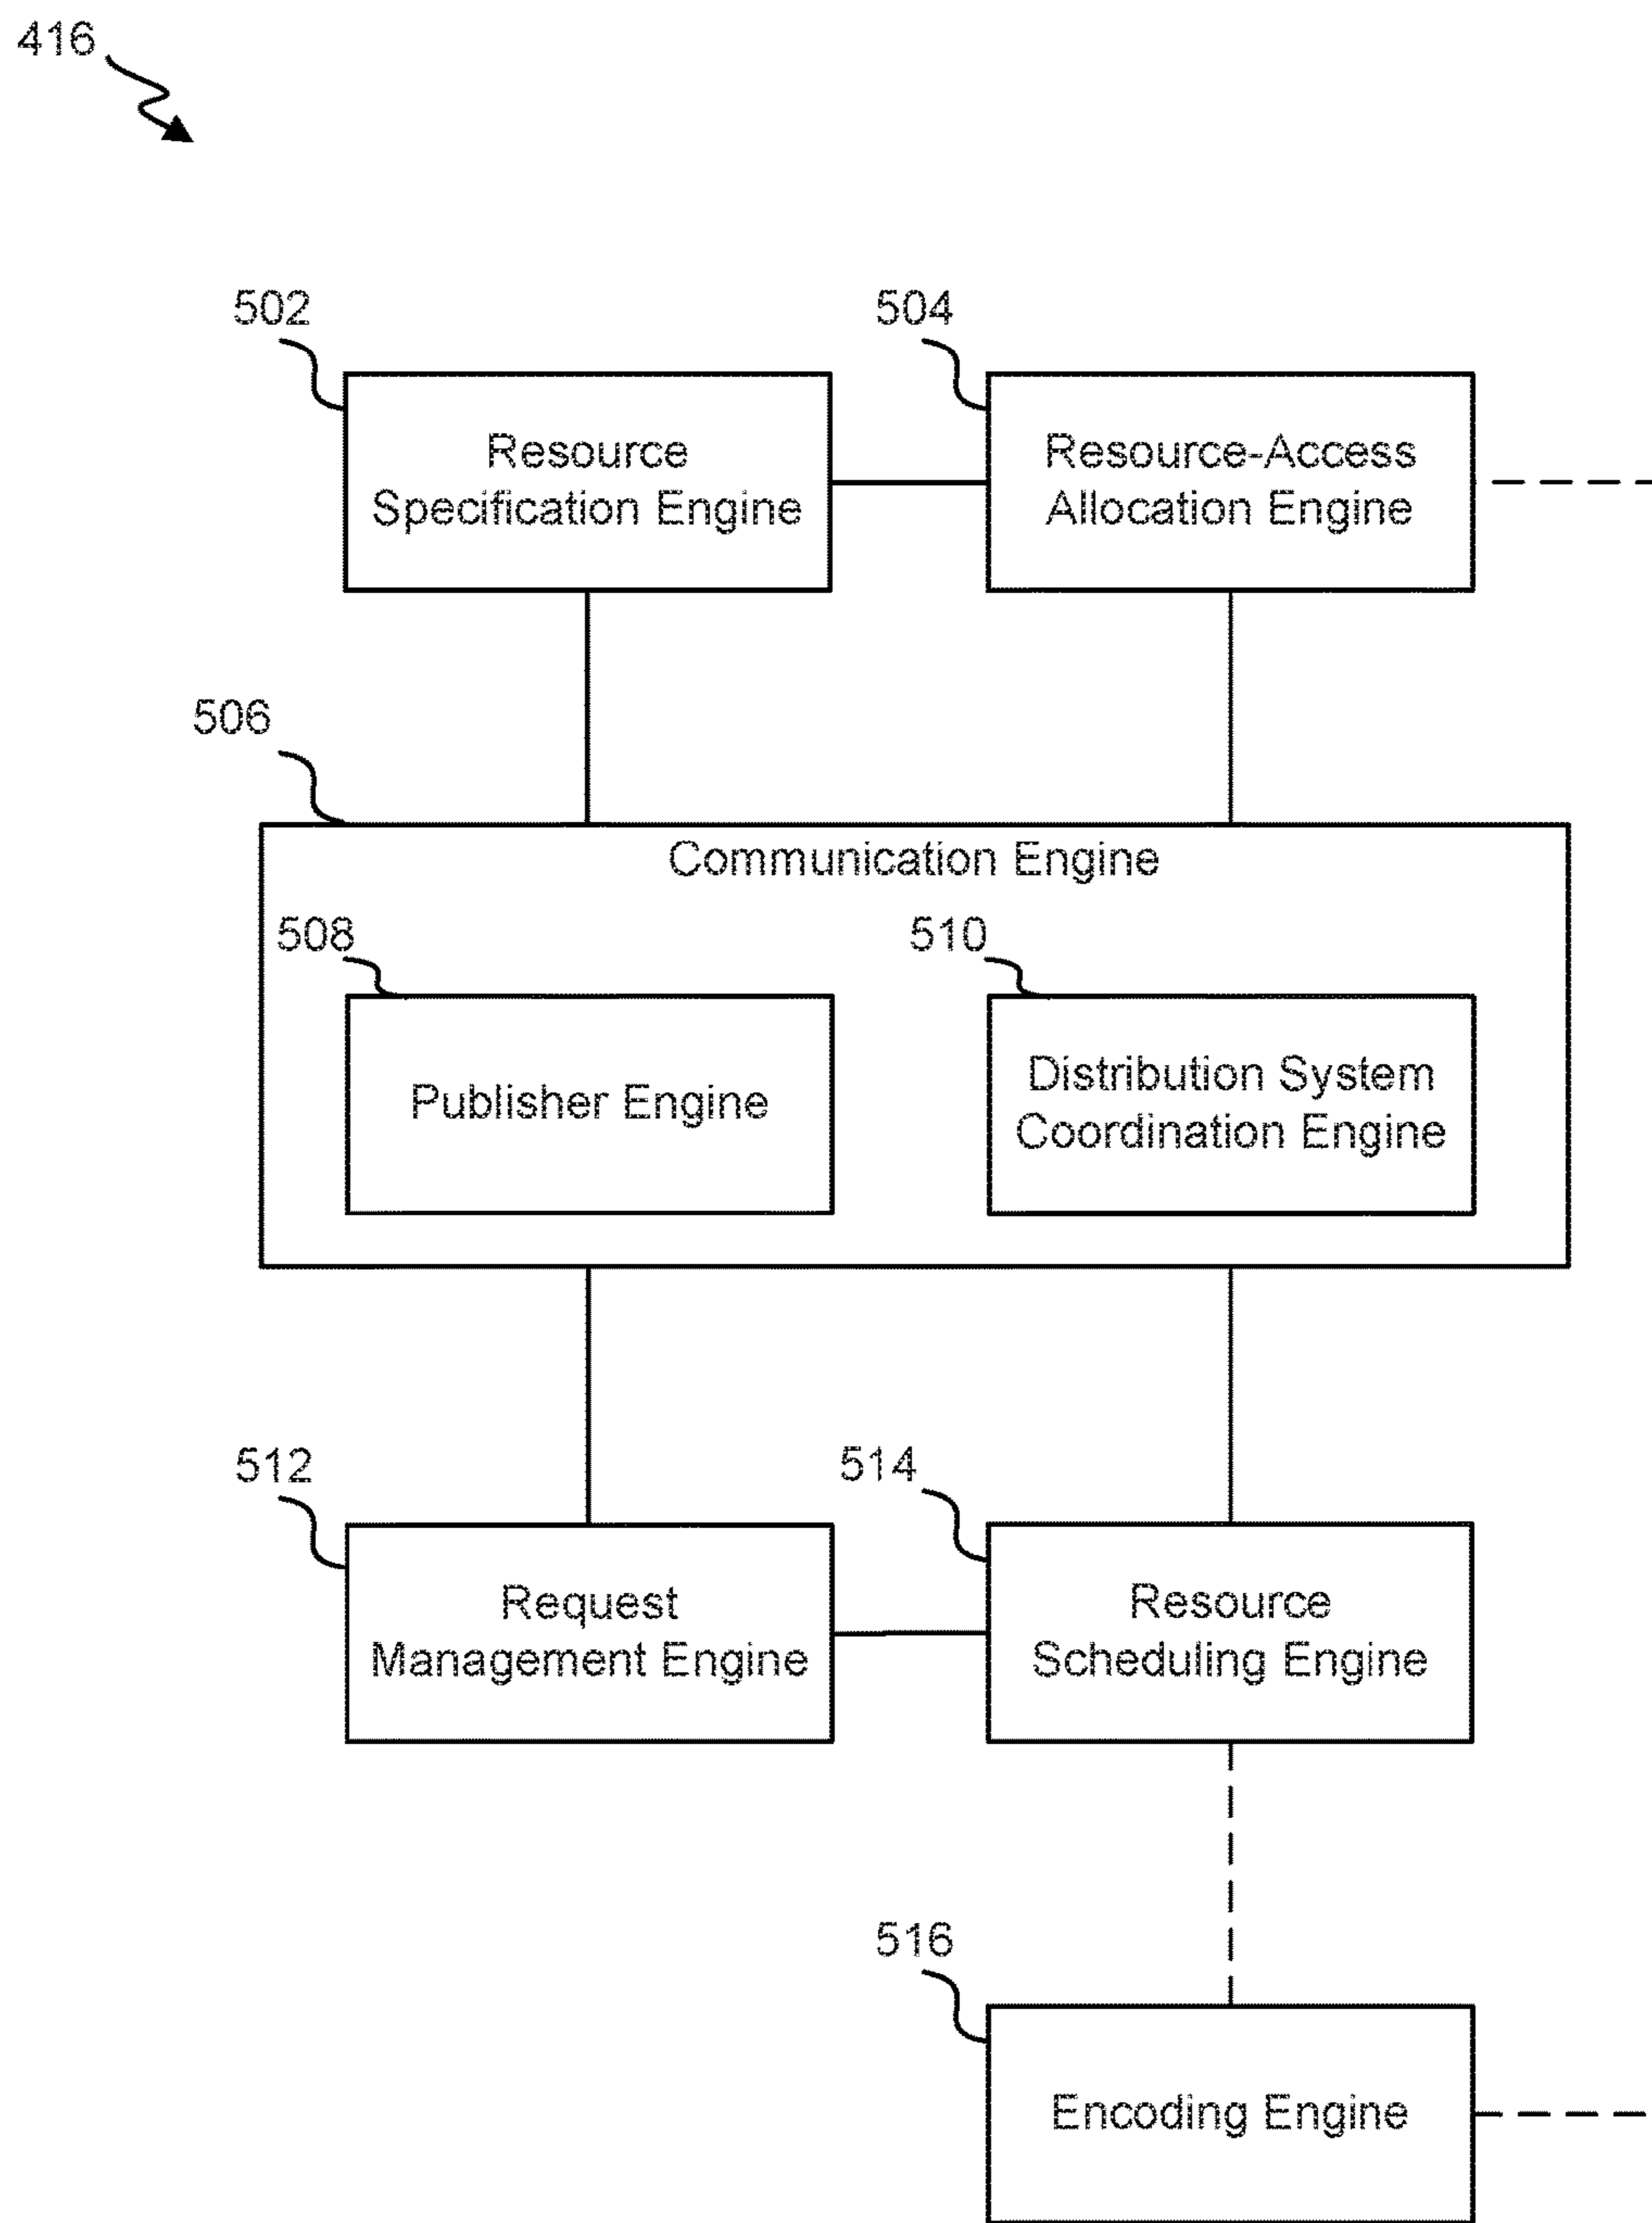 416
502
504
Resource
Specification Engine
Resource-Access
Allocation Engine
506
Communication Engine
508
510
Publisher Engine
Distribution System
Coordination Engine
512
514
Request
Management Engine
Resource
Scheduling Engine
516
Encoding Engine